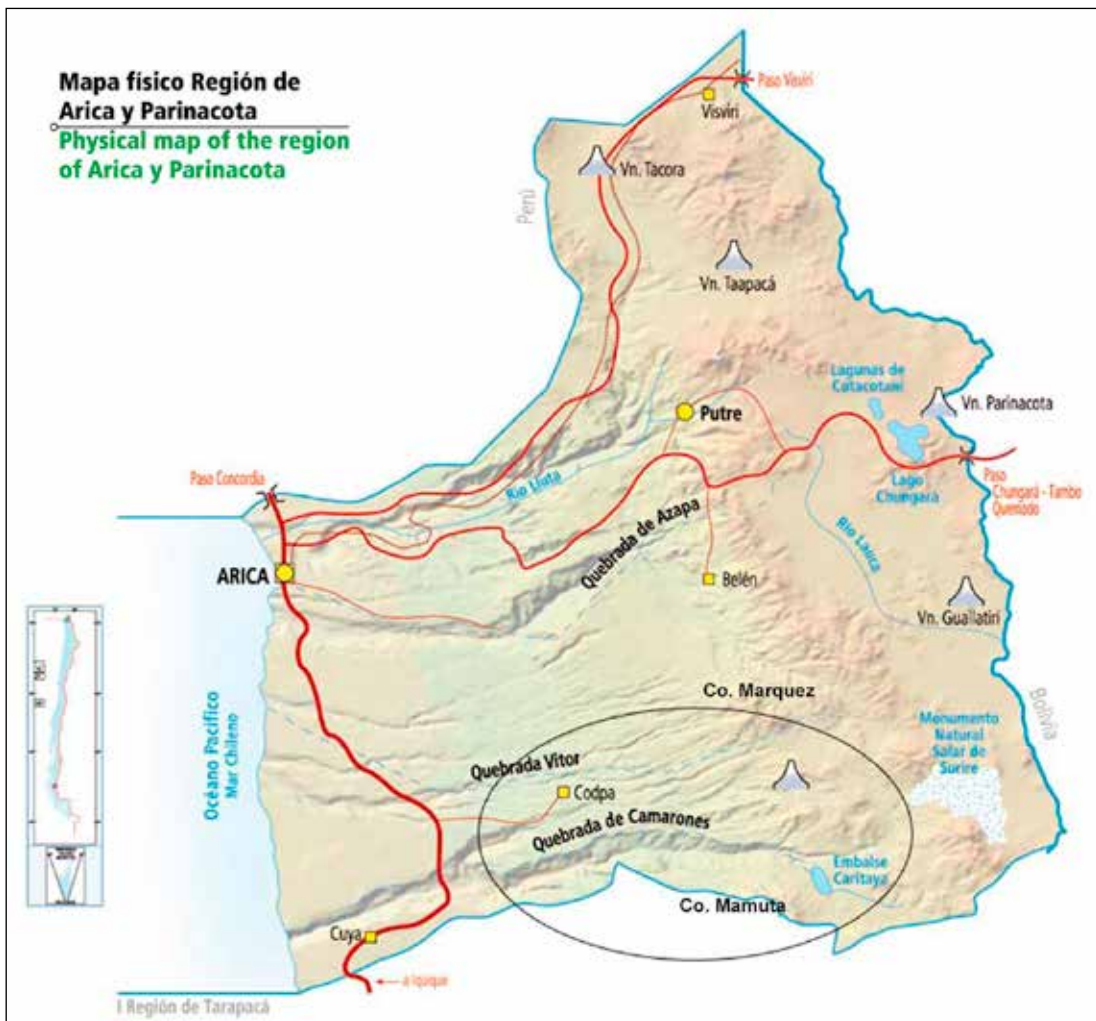 Mapa físico Región de
Arica y Parinacota
Physical map of the region
of Arica y Parinacota
Paso Visviri
Visviri
Vn. Tacora
Perú
Vn. Taapacá
Lagunas de
Cotacotani
Vn. Parinacota
Putre
Lago
Chungará
Paso
Chungará - Tambo
Quemado
Paso Concordia
Río Lluta
Quebrada de Azapa
Río Lauca
ARICA
Belén
Vn. Guallatiri
Co. Marquez
Bolivia
Océano Pacífico
Mar Chileno
Monumento
Natural
Salar de
Surire
Quebrada Vitor
Codpa
Quebrada de Camarones
Embalse
Caritaya
Co. Mamuta
Cuya
a Iquique
I Región de Tarapacá